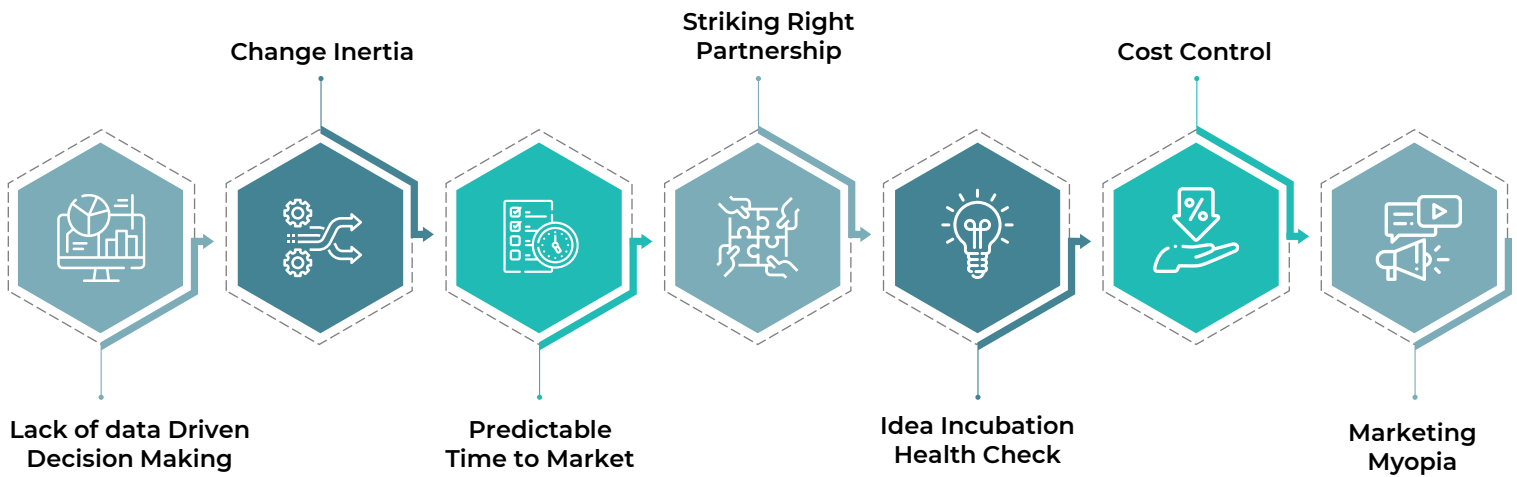 Lack of data Driven
Decision Making
Change Inertia
Predictable
Time to Market
Striking Right
Partnership
Idea Incubation
Health Check
Cost Control
%
Marketing
Myopia